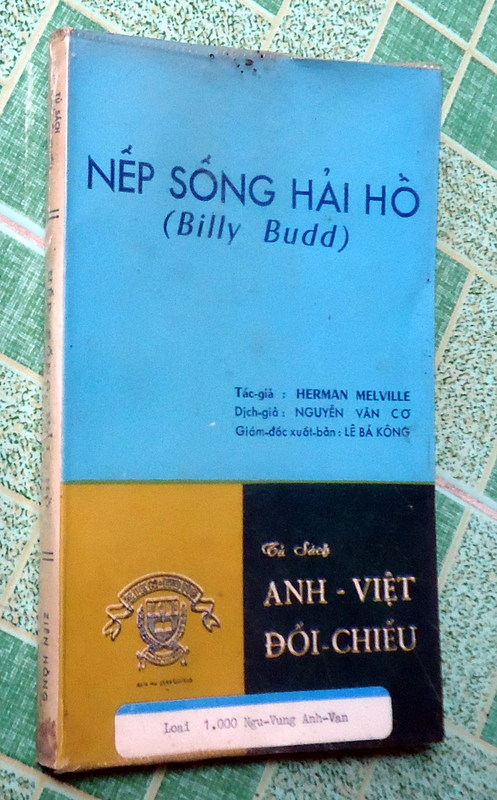 NẾP SỐNG HẢI HỒ
(Billy Budd)
Tác-giả : HERMAN MELVILLE
Dịch-giả : NGUYỄN VĂN CƠ
Giám-đốc xuất-bản : LÊ BÁ KÔNG
Tủ Sách
ANH - VIỆT
ĐỐI-CHIẾU
Loại 1.000 Ngu-Vung Anh-Van